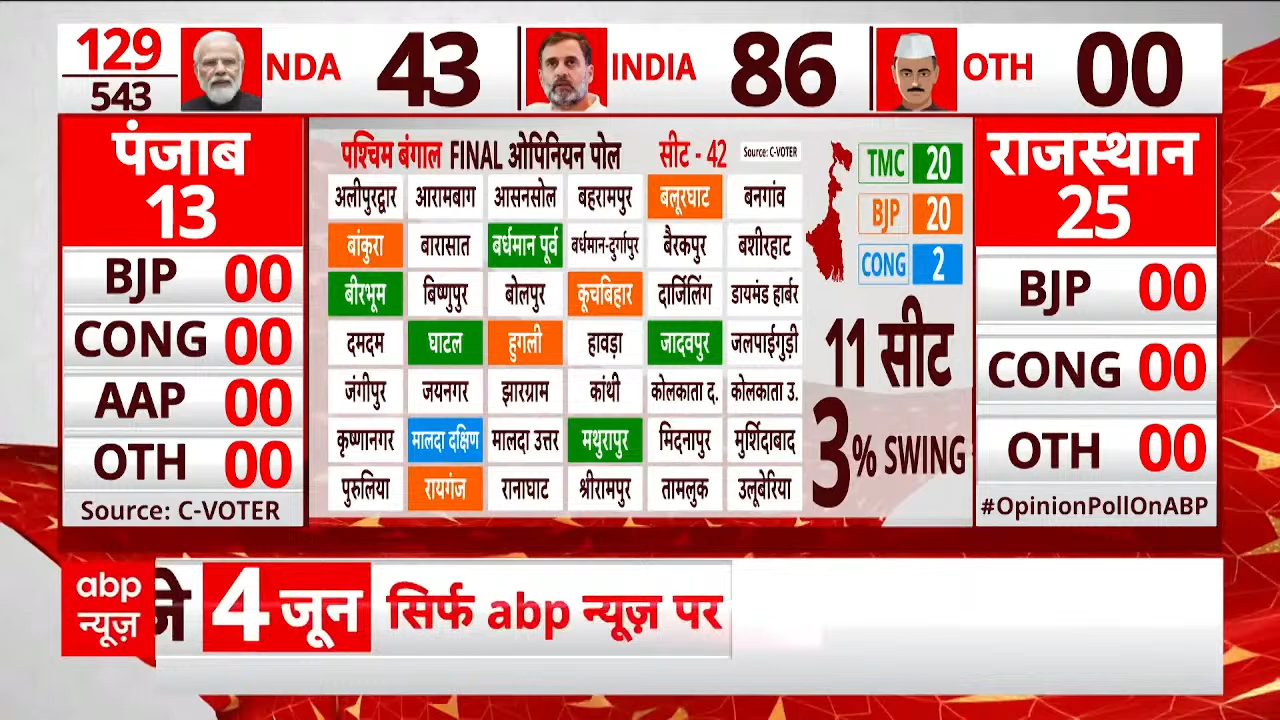 129
543
NDA 43
INDIA 86
OTH 00
पंजाब
13
BJP 00
CONG 00
AAP 00
OTH 00
Source: C-VOTER
पश्चिम बंगाल FINAL ओपिनियन पोल सीट - 42 Source: C-VOTER
अलीपुरद्वार आरामबाग आसनसोल बहरामपुर बलूरघाट बनगांव
बांकुरा बारासात बर्धमान पूर्व बर्धमान-दुर्गापुर बैरकपुर बशीरहाट
बीरभूम बिष्णुपुर बोलपुर कूचबिहार दार्जिलिंग डायमंड हार्बर
दमदम घाटल हुगली हावड़ा जादवपुर जलपाईगुड़ी
जंगीपुर जयनगर झारग्राम कांथी कोलकाता द. कोलकाता उ.
कृष्णानगर मालदा दक्षिण मालदा उत्तर मथुरापुर मिदनापुर मुर्शिदाबाद
पुरुलिया रायगंज रानाघाट श्रीरामपुर तामलुक उलूबेरिया
TMC 20
BJP 20
CONG 2
11 सीट
3% SWING
राजस्थान
25
BJP 00
CONG 00
OTH 00
#OpinionPollOnABP
abp
न्यूज़
4 जून सिर्फ abp न्यूज़ पर